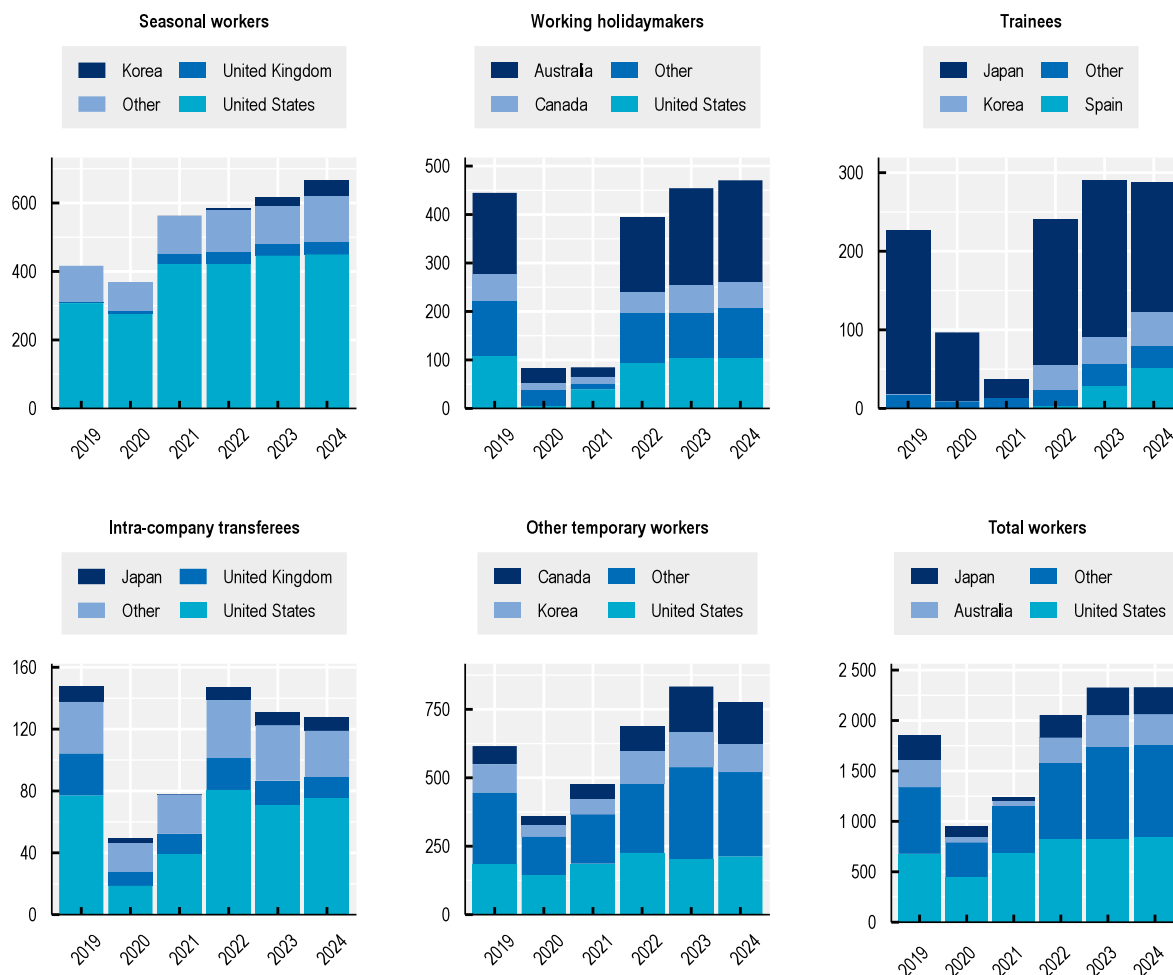 Seasonal workers
Korea United Kingdom
Other United States
600
400
200
0
2019 2020 2021 2022 2023 2024
Working holidaymakers
Australia Other
Canada United States
500
400
300
200
100
0
2019 2020 2021 2022 2023 2024
Trainees
Japan Other
Korea Spain
300
200
100
0
2019 2020 2021 2022 2023 2024
Intra-company transferees
Japan United Kingdom
Other United States
160
120
80
40
0
2019 2020 2021 2022 2023 2024
Other temporary workers
Canada Other
Korea United States
750
500
250
0
2019 2020 2021 2022 2023 2024
Total workers
Japan Other
Australia United States
2 500
2 000
1 500
1 000
500
0
2019 2020 2021 2022 2023 2024